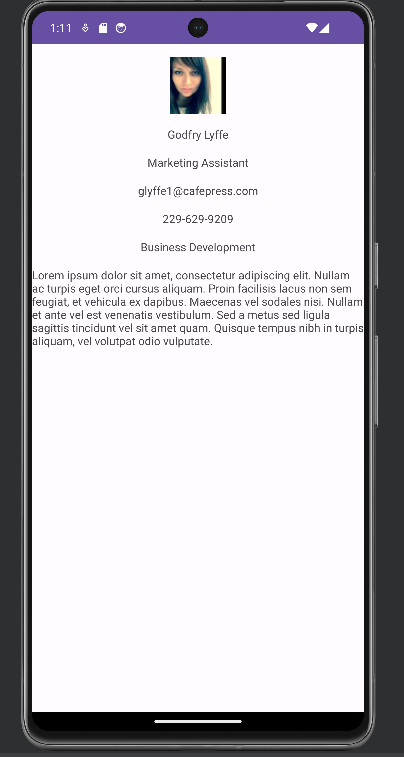 1:11
Godfry Lyffe
Marketing Assistant
glyffe1@cafepress.com
229-629-9209
Business Development
Lorem ipsum dolor sit amet, consectetur adipiscing elit. Nullam
ac turpis eget orci cursus aliquam. Proin facilisis lacus non sem
feugiat, et vehicula ex dapibus. Maecenas vel sodales nisi. Nullam
et ante vel est venenatis vestibulum. Sed a metus sed ligula
sagittis tincidunt vel sit amet quam. Quisque tempus nibh in turpis
aliquam, vel volutpat odio vulputate.